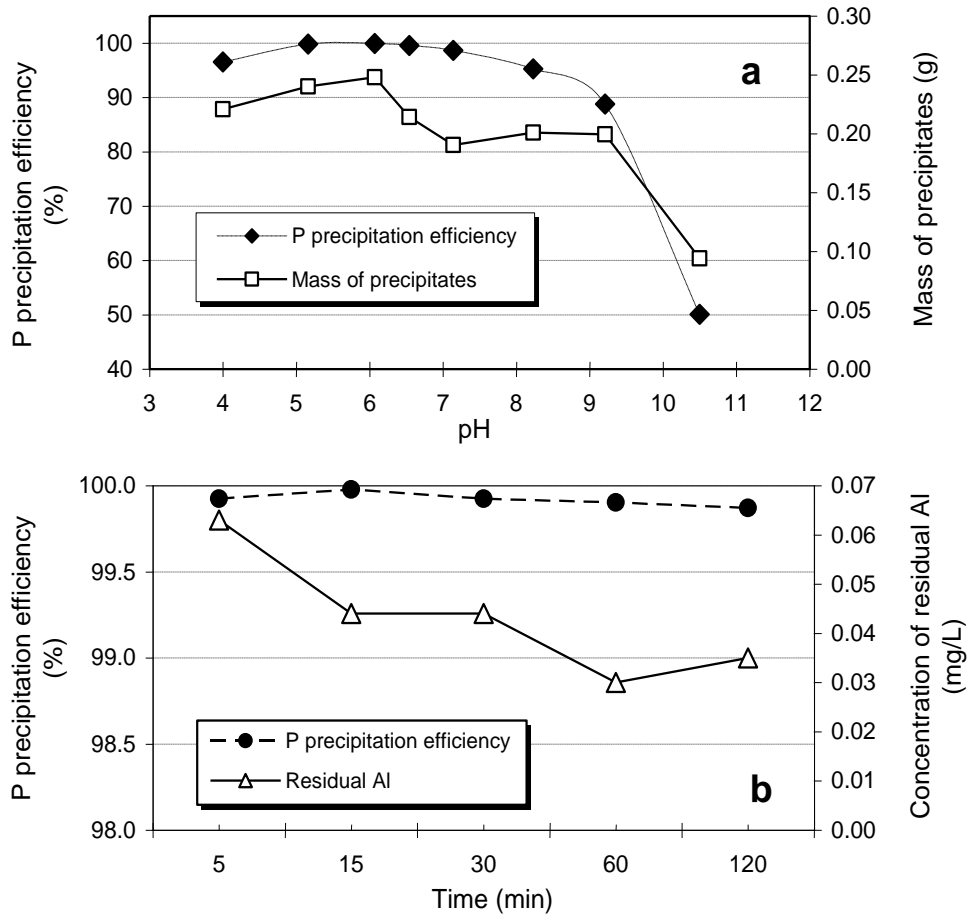 P precipitation efficiency
(%)
100
90
80
70
60
50
40
0.30
0.25
0.20
0.15
0.10
0.05
0.00
Mass of precipitates (g)
a
P precipitation efficiency
Mass of precipitates
3 4 5 6 7 8 9 10 11 12
pH
P precipitation efficiency
(%)
100.0
99.5
99.0
98.5
98.0
0.07
0.06
0.05
0.04
0.03
0.02
0.01
0.00
Concentration of residual Al
(mg/L)
P precipitation efficiency
Residual Al
b
5 15 30 60 120
Time (min)